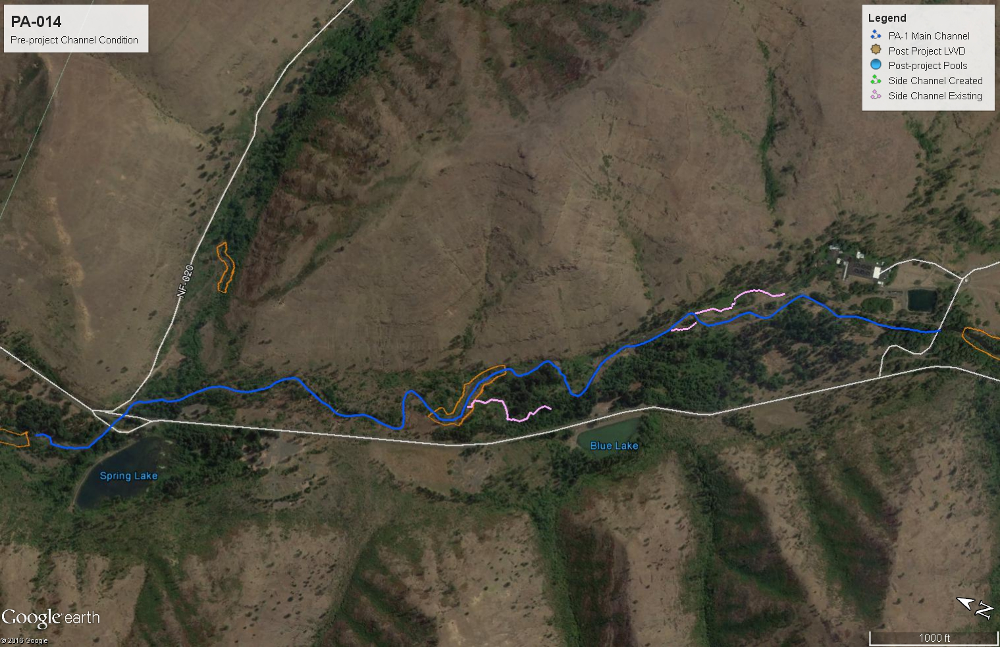 PA-014
Pre-project Channel Condition
Legend
PA-1 Main Channel
Post Project LWD
Post-project Pools
Side Channel Created
Side Channel Existing
NF-020
Blue Lake
Spring Lake
Google earth
© 2016 Google
N
1000 ft